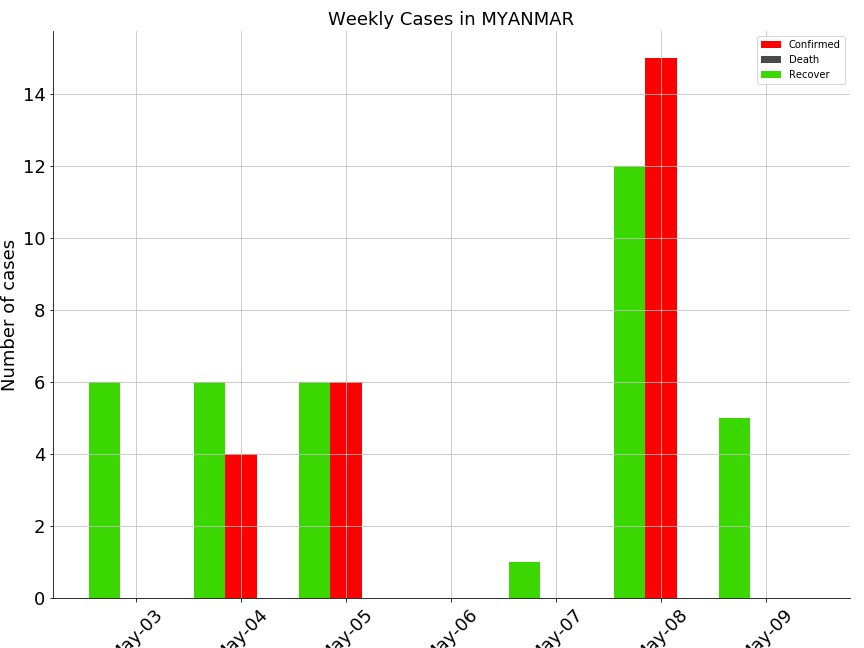 Weekly Cases in MYANMAR
Confirmed
Death
Recover
Number of cases
14
12
10
8
6
4
2
0
May-03
May-04
May-05
May-06
May-07
May-08
May-09